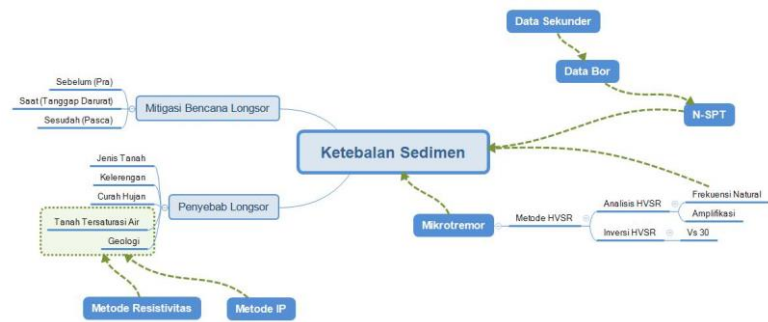 Data Sekunder
Data Bor
N-SPT
Sebelum (Pra)
Saat (Tanggap Darurat)
Sesudah (Pasca)
Mitigasi Bencana Longsor
Ketebalan Sedimen
Jenis Tanah
Kelerengan
Curah Hujan
Tanah Tersaturasi Air
Geologi
Penyebab Longsor
Mikrotremor
Metode HVSR
Analisis HVSR
Frekuensi Natural
Amplifikasi
Inversi HVSR
Vs 30
Metode Resistivitas
Metode IP